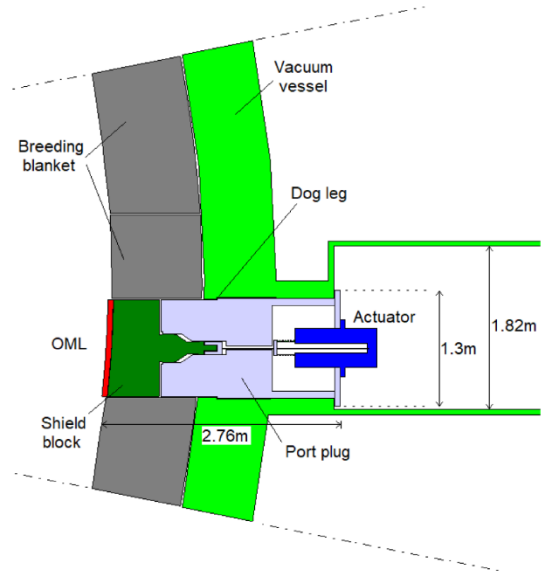 Vacuum
vessel
Breeding
blanket
Dog leg
Actuator
1.82m
OML
1.3m
Shield
block
2.76m
Port plug